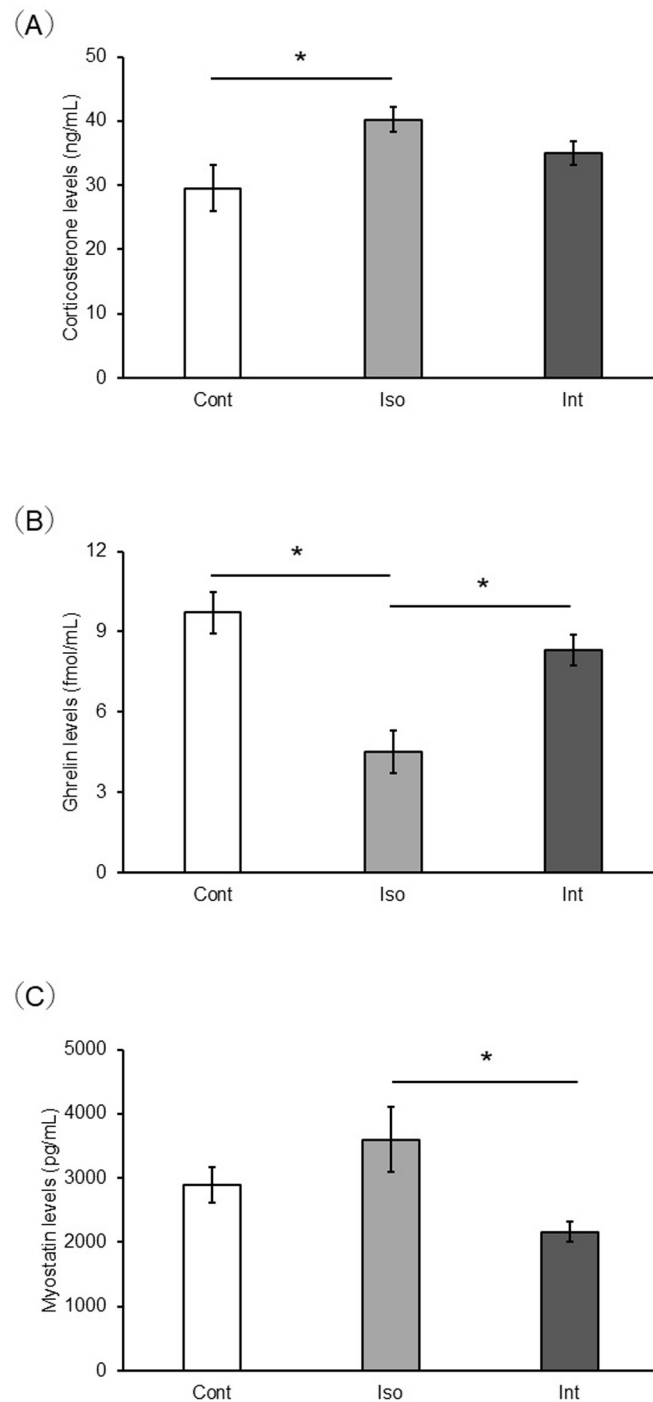 (A)
Corticosterone levels (ng/mL)
50
40
30
20
10
0
*
Cont Iso Int
(B)
Ghrelin levels (fmol/mL)
12
9
6
3
0
*
*
Cont Iso Int
(C)
Myostatin levels (pg/mL)
5000
4000
3000
2000
1000
0
*
Cont Iso Int